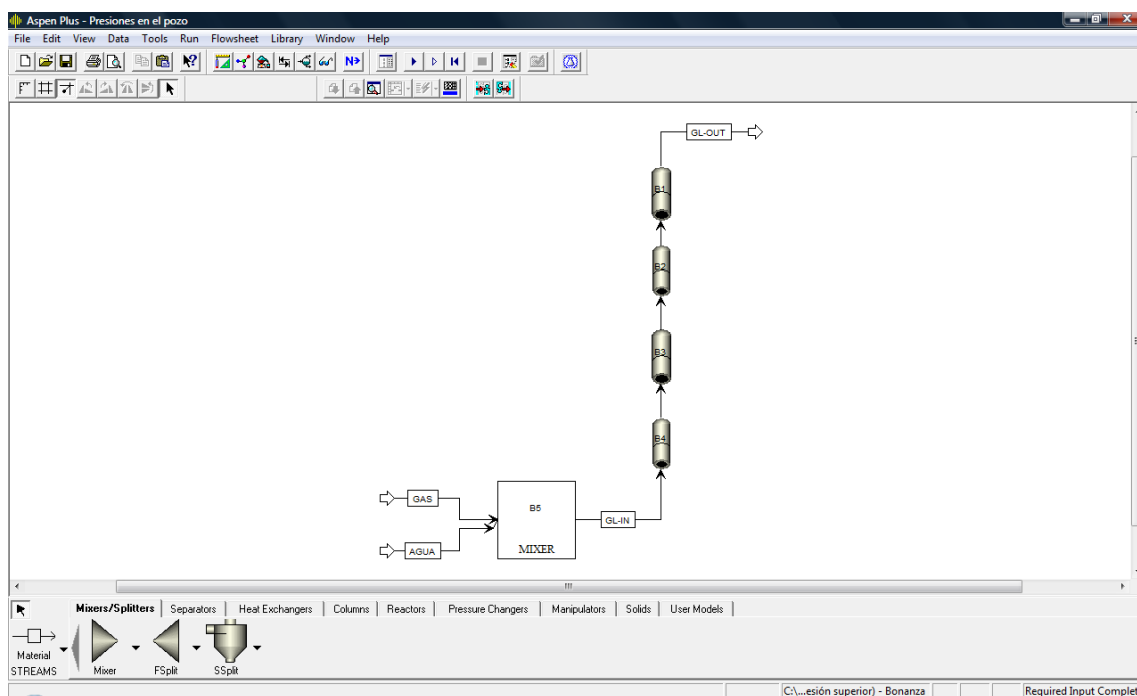 Aspen Plus - Presiones en el pozo
File Edit View Data Tools Run Flowsheet Library Window Help
N
GL-OUT
B1
B2
B3
B4
GAS
B5
GL-IN
AGUA
MIXER
Mixers/Splitters | Separators | Heat Exchangers | Columns | Reactors | Pressure Changers | Manipulators | Solids | User Models |
Material
STREAMS Mixer FSplit SSplit
C:\...esión superior) - Bonanza Required Input Complet